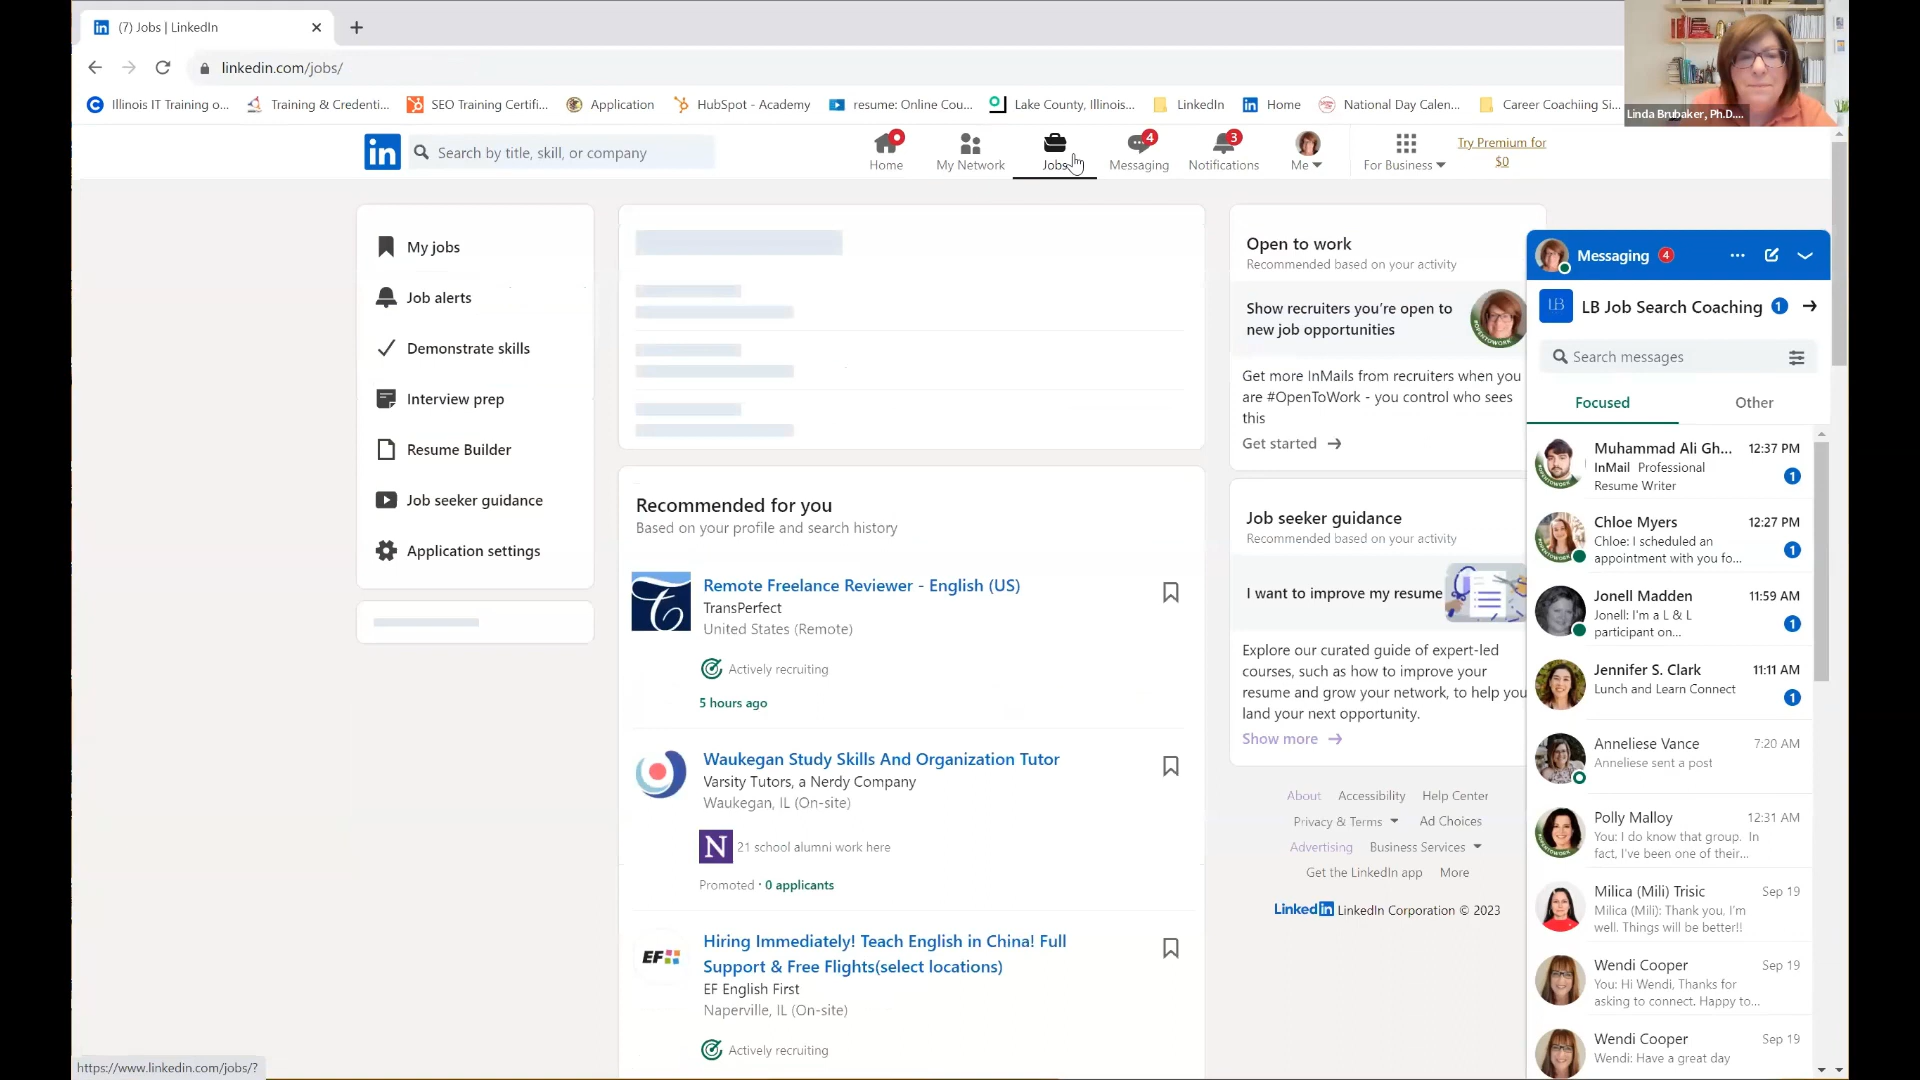 (7) Jobs | LinkedIn
linkedin.com/jobs/
Illinois IT Training o...
Training & Credenti...
SEO Training Certifi...
Application
HubSpot - Academy
resume: Online Cou...
Lake County, Illinois...
LinkedIn
Home
National Day Calen...
Career Coachiing Si...
Linda Brubaker, Ph.D....
in
Search by title, skill, or company
Home
My Network
Jobs
4
Messaging
3
Notifications
Me
For Business
Try Premium for
$0
My jobs
Job alerts
Demonstrate skills
Interview prep
Resume Builder
Job seeker guidance
Application settings
Recommended for you
Based on your profile and search history
Remote Freelance Reviewer - English (US)
TransPerfect
United States (Remote)
Actively recruiting
5 hours ago
Waukegan Study Skills And Organization Tutor
Varsity Tutors, a Nerdy Company
Waukegan, IL (On-site)
N
21 school alumni work here
Promoted · 0 applicants
EF
Hiring Immediately! Teach English in China! Full
Support & Free Flights(select locations)
EF English First
Naperville, IL (On-site)
Actively recruiting
Open to work
Recommended based on your activity
Show recruiters you're open to
new job opportunities
#OPENTOWORK
Get more InMails from recruiters when you
are #OpenToWork - you control who sees
this
Get started
Job seeker guidance
Recommended based on your activity
I want to improve my resume
Explore our curated guide of expert-led
courses, such as how to improve your
resume and grow your network, to help you
land your next opportunity.
Show more
About Accessibility Help Center
Privacy & Terms Ad Choices
Advertising Business Services
Get the LinkedIn app More
LinkedIn LinkedIn Corporation © 2023
Messaging 4
LB
LB Job Search Coaching 1
Search messages
Focused
Other
Muhammad Ali Gh... 12:37 PM
InMail Professional
Resume Writer
1
Chloe Myers 12:27 PM
Chloe: I scheduled an
appointment with you fo...
1
Jonell Madden 11:59 AM
Jonell: I'm a L & L
participant on...
1
Jennifer S. Clark 11:11 AM
Lunch and Learn Connect
1
Anneliese Vance 7:20 AM
Anneliese sent a post
Polly Malloy 12:31 AM
You: I do know that group. In
fact, I've been one of their...
Milica (Mili) Trisic Sep 19
Milica (Mili): Thank you, I'm
well. Things will be better!!
Wendi Cooper Sep 19
You: Hi Wendi, Thanks for
asking to connect. Happy to...
Wendi Cooper Sep 19
Wendi: Have a great day
https://www.linkedin.com/jobs/?